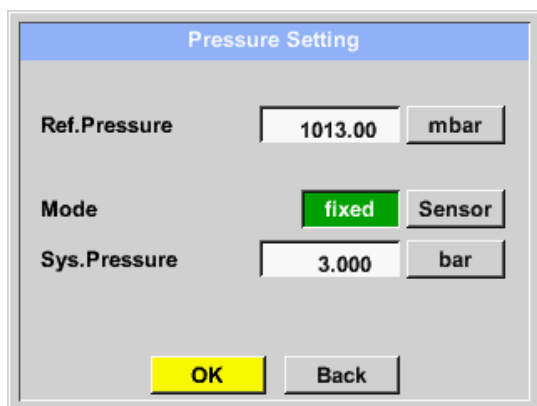 Pressure Setting
Ref.Pressure 1013.00 mbar
Mode fixed Sensor
Sys.Pressure 3.000 bar
OK Back